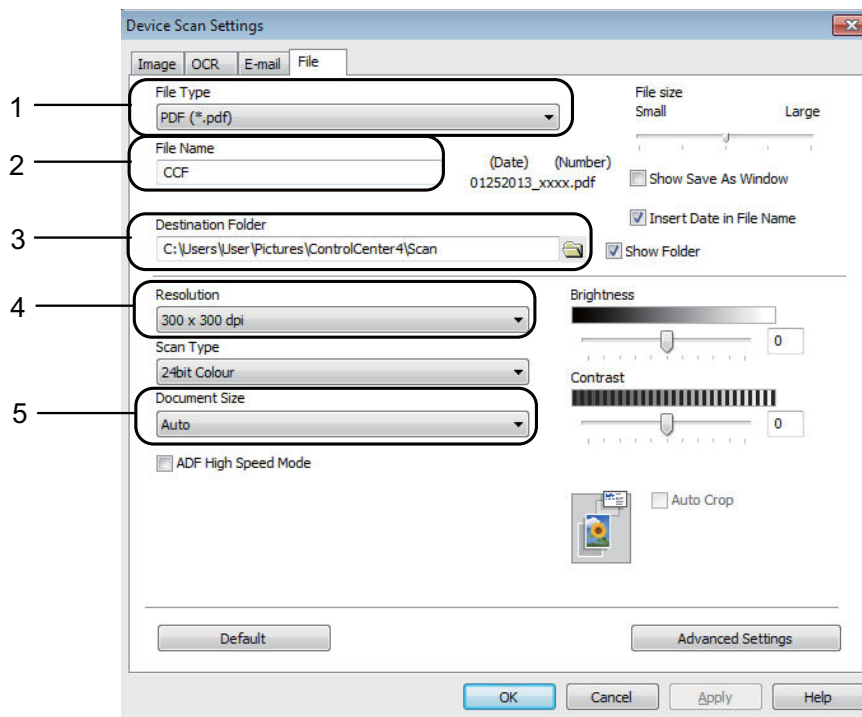 Device Scan Settings
Image OCR E-mail File
1
File Type
PDF (*.pdf)
File size
Small Large
2
File Name
CCF
(Date) (Number)
01252013_xxxx.pdf
Show Save As Window
Insert Date in File Name
3
Destination Folder
C:\Users\User\Pictures\ControlCenter4\Scan
Show Folder
4
Resolution
300 x 300 dpi
Brightness
0
Scan Type
24bit Colour
Contrast
0
5
Document Size
Auto
ADF High Speed Mode
Auto Crop
Default
Advanced Settings
OK Cancel Apply Help